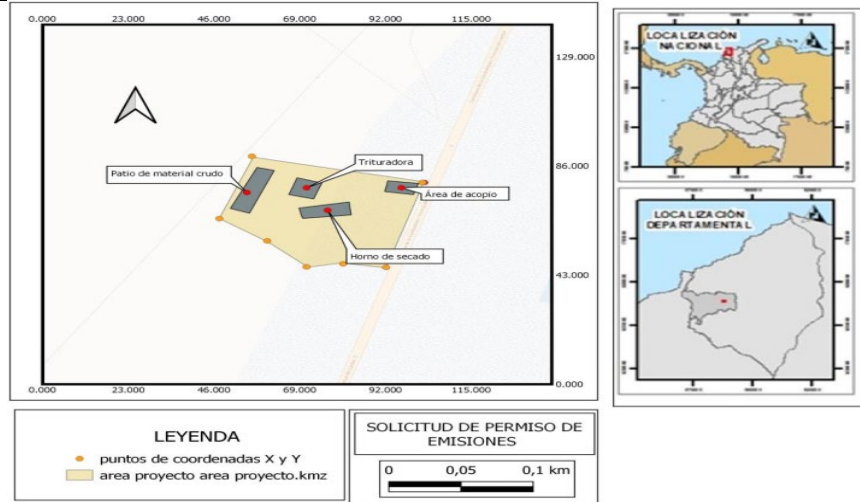 0.000 23.000 46.000 69.000 92.000 115.000
129.000
86.000
43.000
0.000
Patio de material crudo
Trituradora
Área de acopio
Horno de secado
0.000 23.000 46.000 69.000 92.000 115.000
LOCALIZACIÓN
NACIONAL
LOCALIZACIÓN
DEPARTAMENTAL
LEYENDA
puntos de coordenadas X y Y
area proyecto area proyecto.kmz
SOLICITUD DE PERMISO DE
EMISIONES
0 0,05 0,1 km